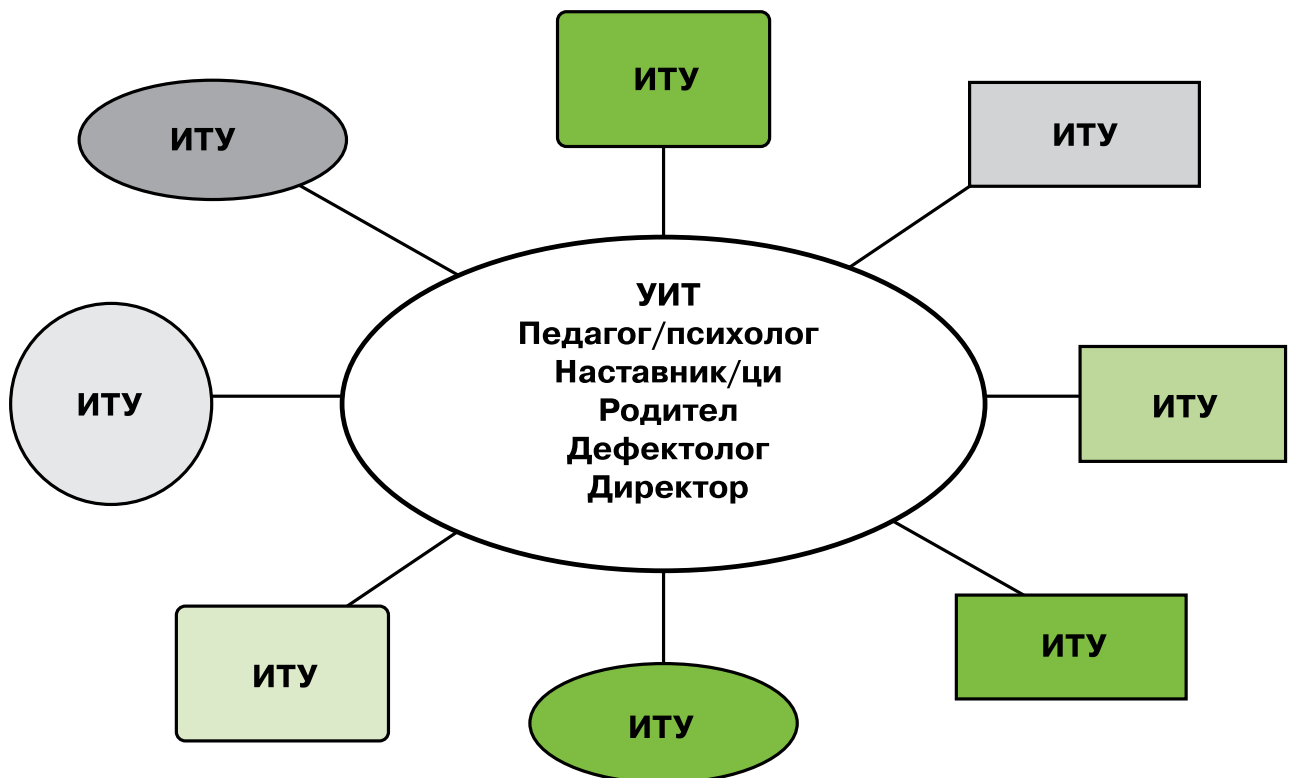 ИТУ
ИТУ
ИТУ
УИТ
Педагог/психолог
Наставник/ци
Родител
Дефектолог
Директор
ИТУ
ИТУ
ИТУ
ИТУ
ИТУ